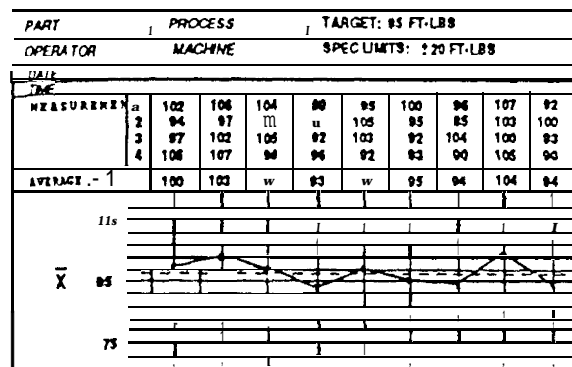 PART PROCESS TARGET: 95 FT-LBS
OPERATOR MACHINE SPEC LIMITS: ±20 FT-LBS
DATE
TIME
MEASUREMEN a 102 106 104 95 100 96 107 92
2 94 97 m u 105 95 85 103 100
3 97 102 105 92 103 92 104 100 93
4 106 107 96 92 93 90 105 90
AVERAGE .- 1 100 103 w 93 w 95 94 104 94
11s
X̅ 95
75